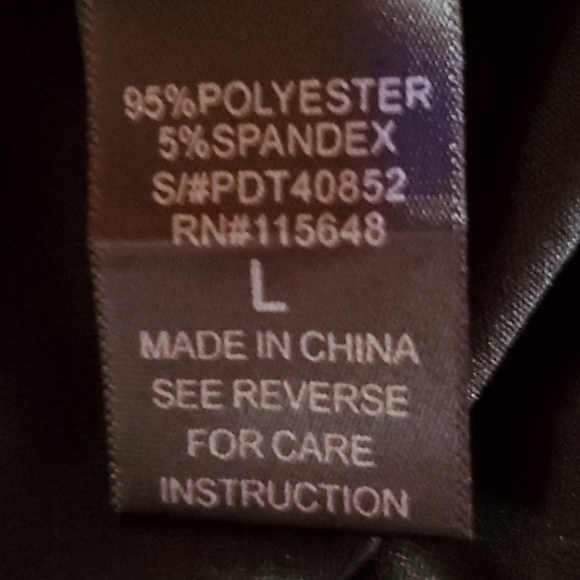 95%POLYESTER
5%SPANDEX
S/#PDT40852
RN#115648
L
MADE IN CHINA
SEE REVERSE
FOR CARE
INSTRUCTION